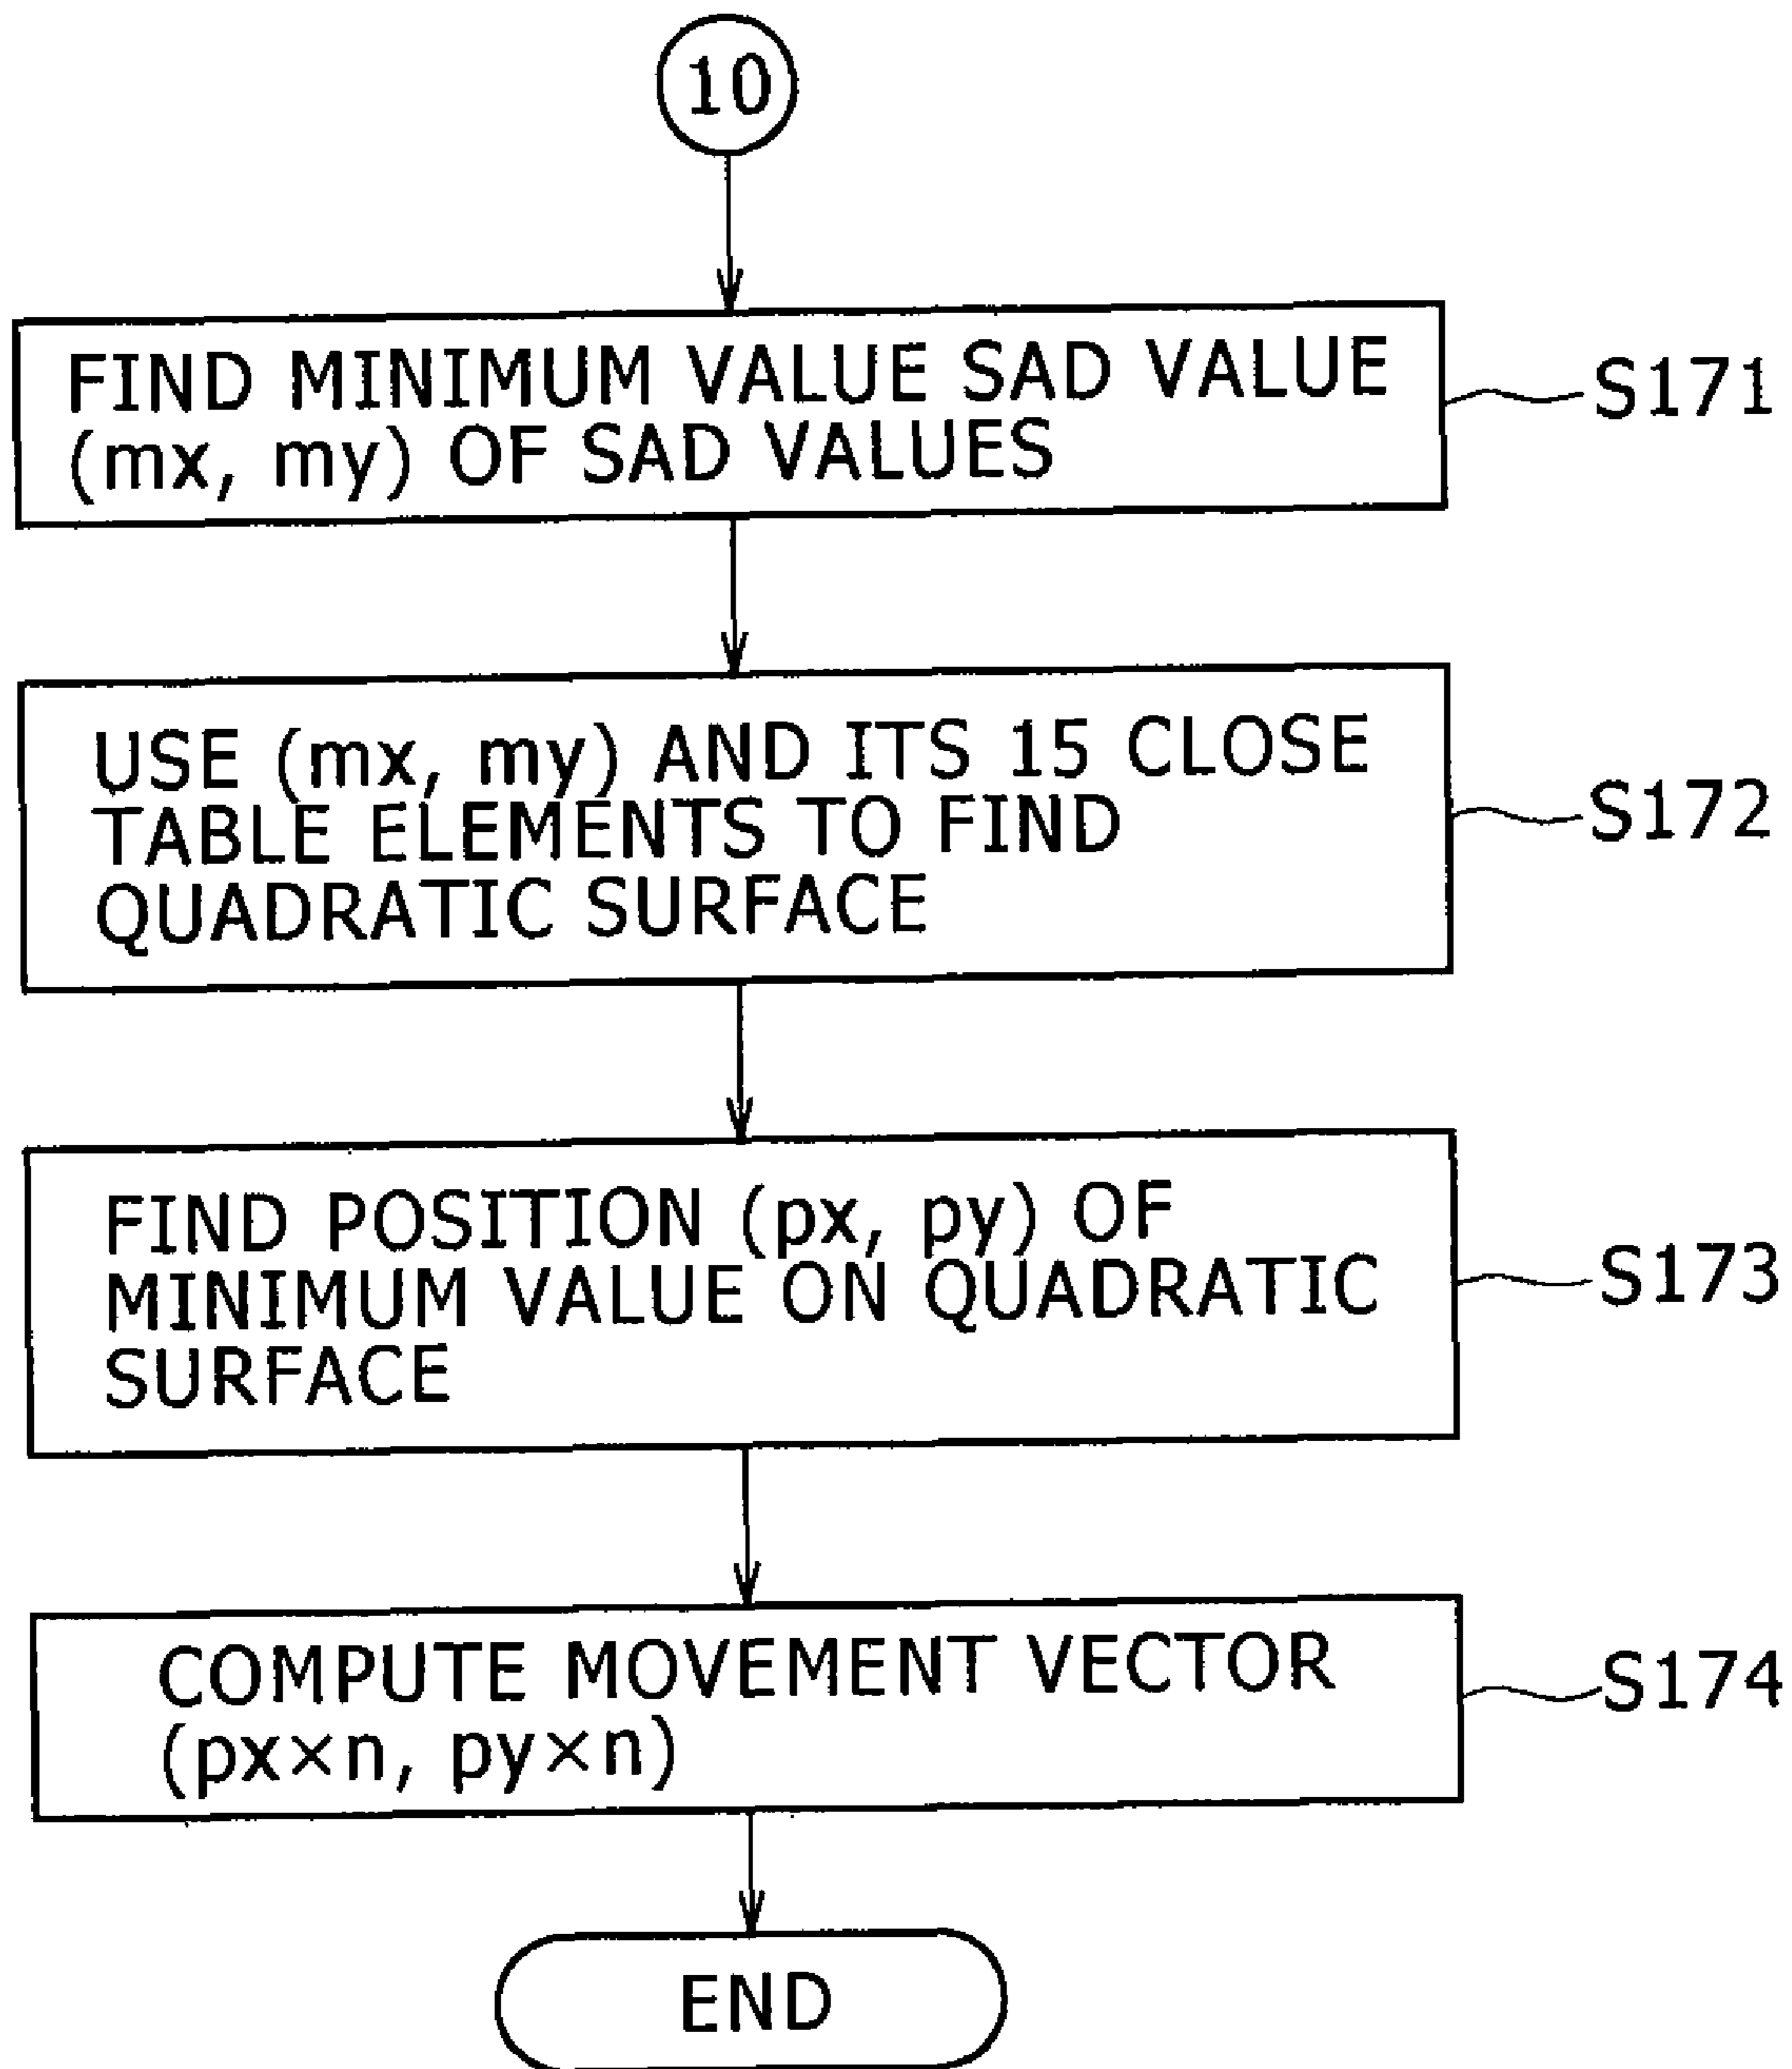 10
FIND MINIMUM VALUE SAD VALUE
(mx, my) OF SAD VALUES
S171
USE (mx, my) AND ITS 15 CLOSE
TABLE ELEMENTS TO FIND
QUADRATIC SURFACE
S172
FIND POSITION (px, py) OF
MINIMUM VALUE ON QUADRATIC
SURFACE
S173
COMPUTE MOVEMENT VECTOR
(px×n, py×n)
S174
END